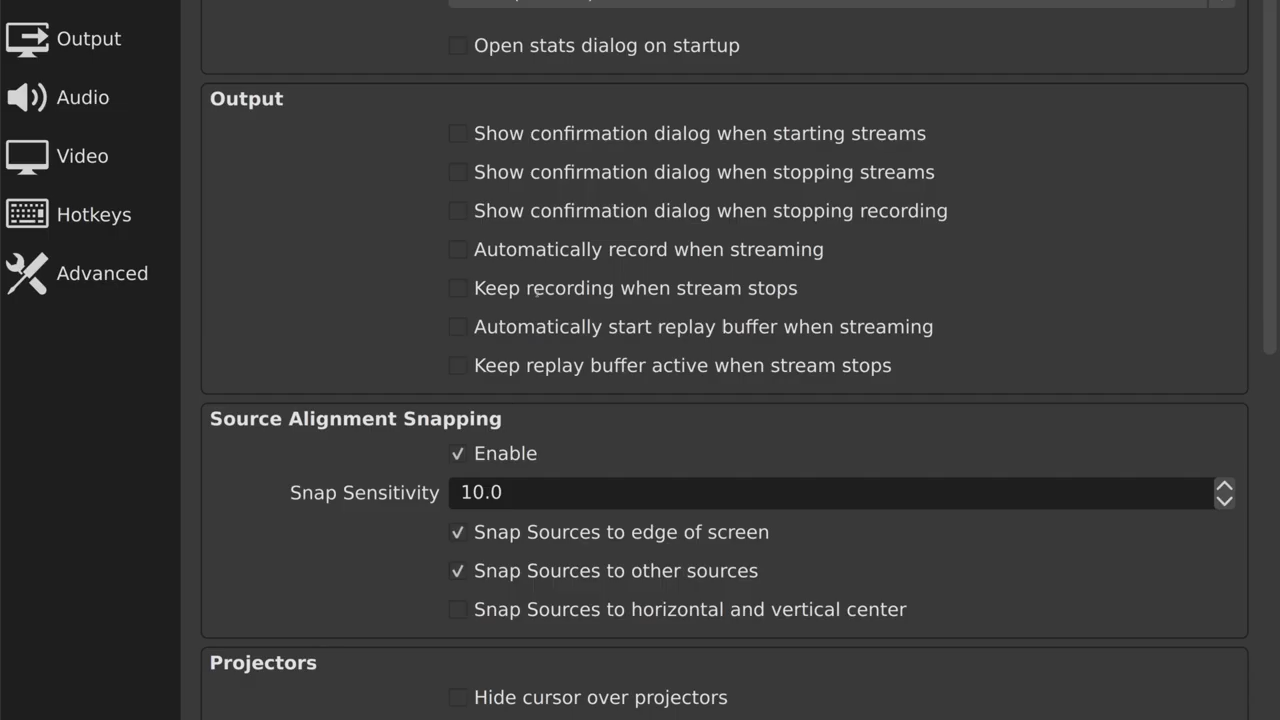 Output
Audio
Video
Hotkeys
Advanced
Open stats dialog on startup
Output
Show confirmation dialog when starting streams
Show confirmation dialog when stopping streams
Show confirmation dialog when stopping recording
Automatically record when streaming
Keep recording when stream stops
Automatically start replay buffer when streaming
Keep replay buffer active when stream stops
Source Alignment Snapping
Enable
Snap Sensitivity 10.0
Snap Sources to edge of screen
Snap Sources to other sources
Snap Sources to horizontal and vertical center
Projectors
Hide cursor over projectors